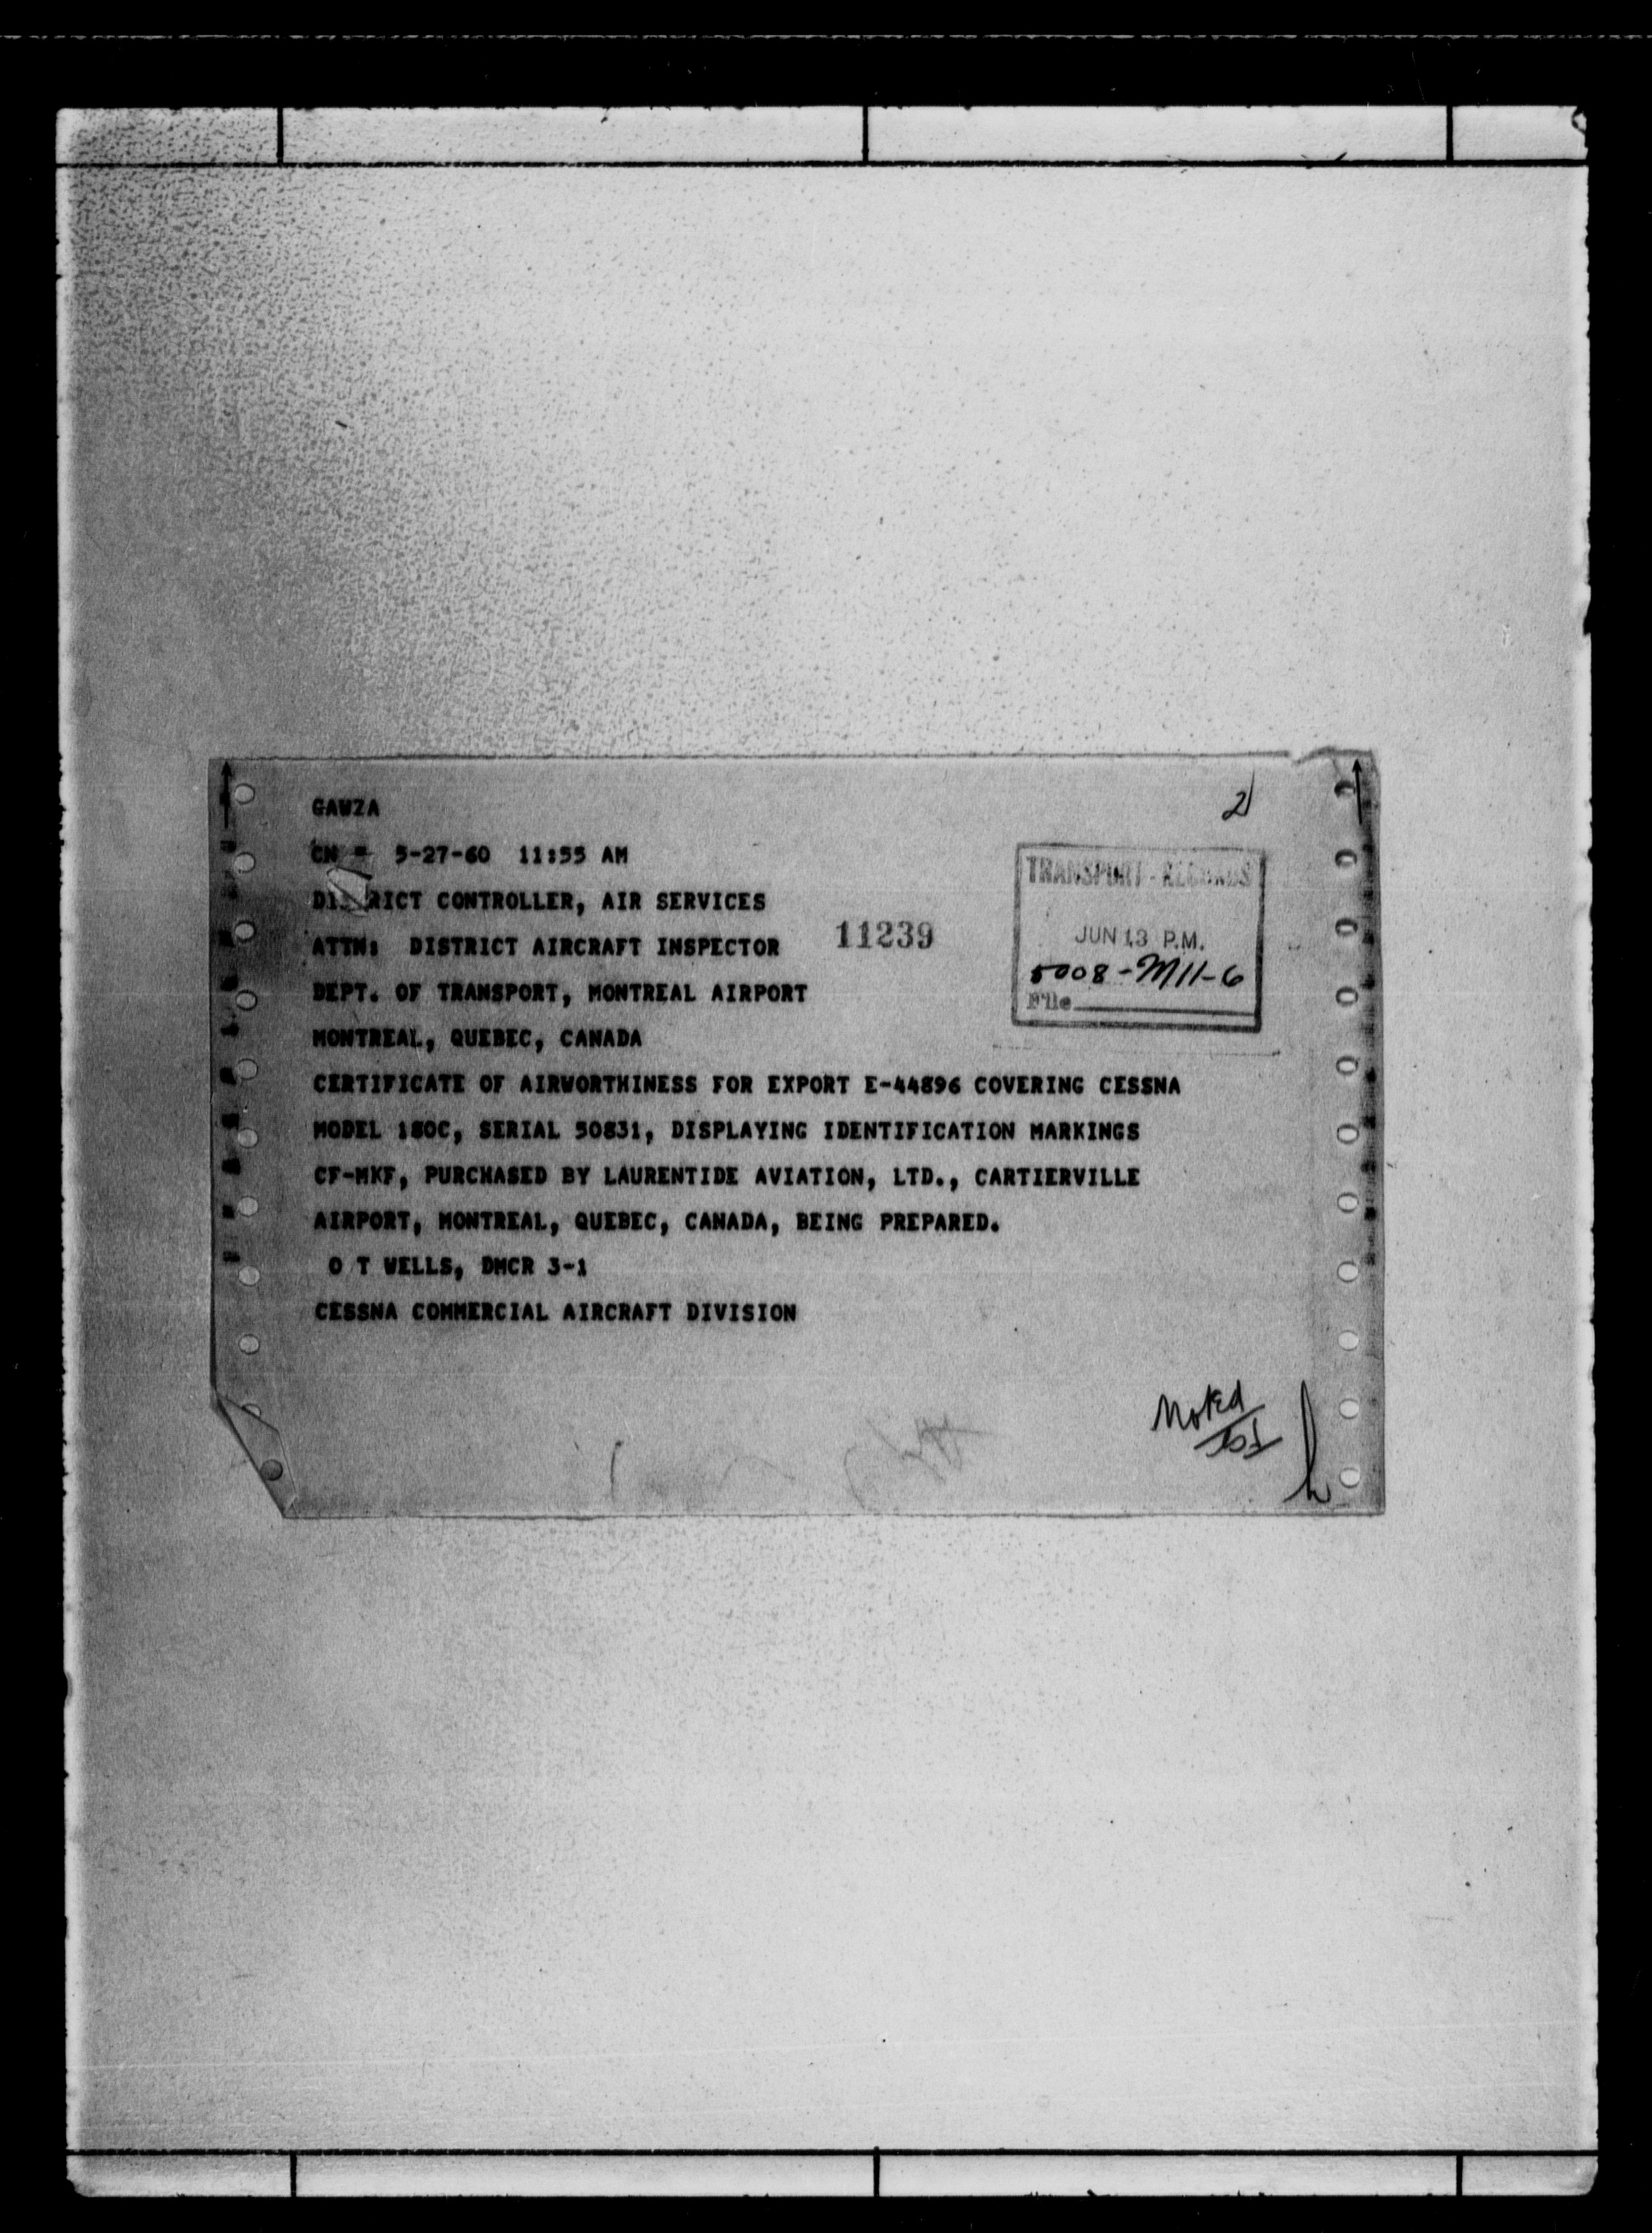 GAWZA
2
5-27-60 11:55 AM
CONTROLLER, AIR SERVICES
ATTN: DISTRICT AIRCRAFT INSPECTOR
11239
DEPT. OF TRANSPORT, MONTREAL AIRPORT
MONTREAL, QUEBEC, CANADA
TRANSPORT - RECORDS
JUN 13 P.M.
5008-M11-6
File
CERTIFICATE OF AIRWORTHINESS FOR EXPORT E-44896 COVERING CESSNA
MODEL 180C, SERIAL 50831, DISPLAYING IDENTIFICATION MARKINGS
CF-MKF, PURCHASED BY LAURENTIDE AVIATION, LTD., CARTIERVILLE
AIRPORT, MONTREAL, QUEBEC, CANADA, BEING PREPARED.
O T WELLS, DMCR 3-1
CESSNA COMMERCIAL AIRCRAFT DIVISION
Noted